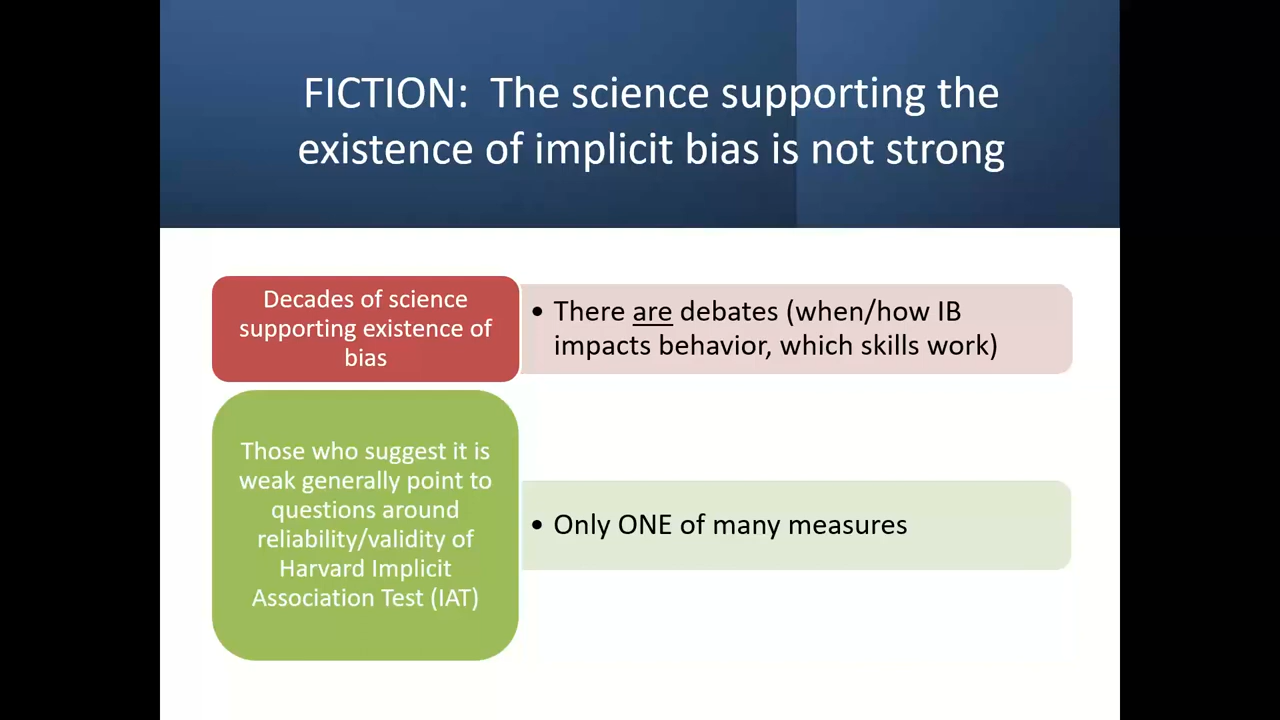 FICTION:  The science supporting the
existence of implicit bias is not strong
Decades of science
supporting existence of
bias
• There are debates (when/how IB
impacts behavior, which skills work)
Those who suggest it is
weak generally point to
questions around
reliability/validity of
Harvard Implicit
Association Test (IAT)
• Only ONE of many measures